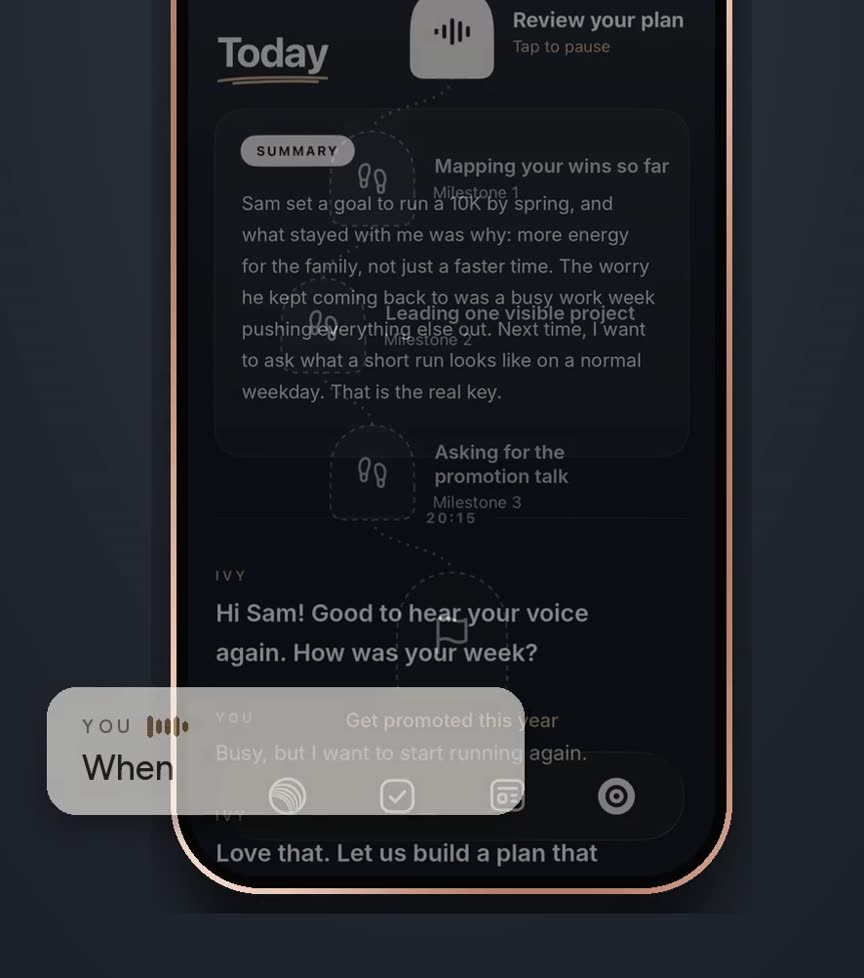 Review your plan
Tap to pause
Today
SUMMARY
Mapping your wins so far
Milestone 1
Sam set a goal to run a 10K by spring, and
what stayed with me was why: more energy
for the family, not just a faster time. The worry
he kept coming back to was a busy work week
Leading one visible project
pushing everything else out. Next time, I want
Milestone 2
to ask what a short run looks like on a normal
weekday. That is the real key.
Asking for the
promotion talk
Milestone 3
20:15
IVY
Hi Sam! Good to hear your voice
again. How was your week?
YOU
When
YOU
Get promoted this year
Busy, but I want to start running again.
IVY
Love that. Let us build a plan that